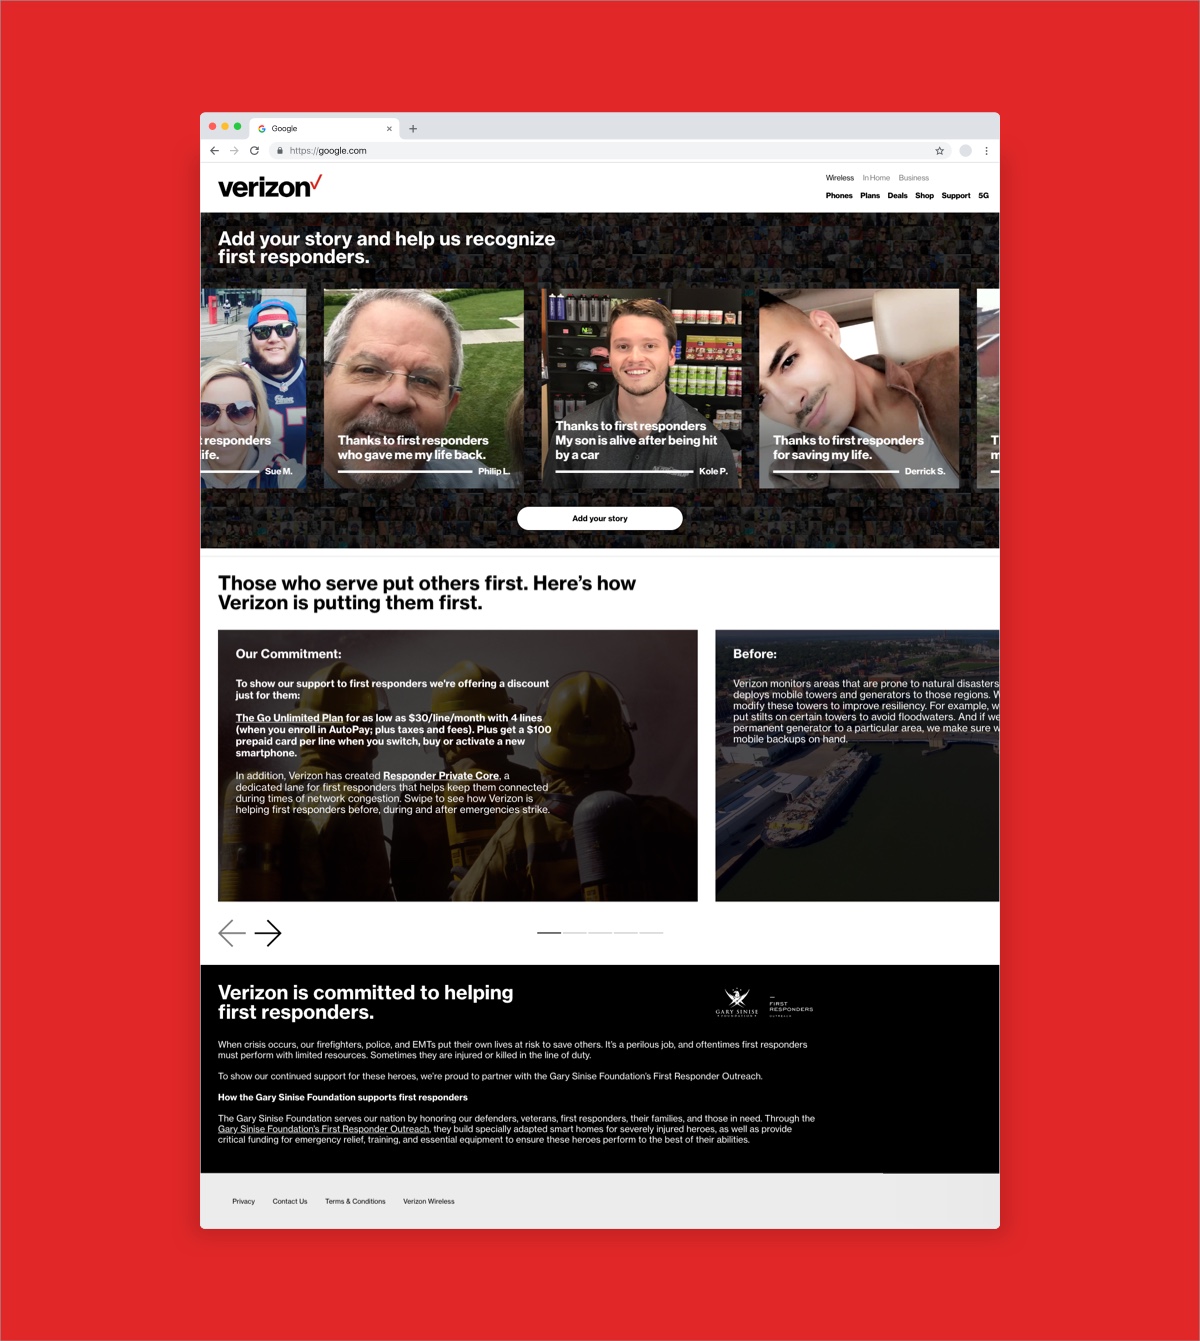 Google
https://google.com
verizon
Wireless In Home Business
Phones Plans Deals Shop Support 5G
Add your story and help us recognize
first responders.
t responders
ife.
Sue M.
Thanks to first responders
who gave me my life back.
Philip L.
Thanks to first responders
My son is alive after being hit
by a car
Kole P.
Thanks to first responders
for saving my life.
Derrick S.
T
m
Add your story
Those who serve put others first. Here's how
Verizon is putting them first.
Our Commitment:
To show our support to first responders we're offering a discount
just for them:
The Go Unlimited Plan for as low as $30/line/month with 4 lines
(when you enroll in AutoPay; plus taxes and fees). Plus get a $100
prepaid card per line when you switch, buy or activate a new
smartphone.
In addition, Verizon has created Responder Private Core, a
dedicated lane for first responders that helps keep them connected
during times of network congestion. Swipe to see how Verizon is
helping first responders before, during and after emergencies strike.
Before:
Verizon monitors areas that are prone to natural disasters
deploys mobile towers and generators to those regions. W
modify these towers to improve resiliency. For example, w
put stilts on certain towers to avoid floodwaters. And if we
permanent generator to a particular area, we make sure w
mobile backups on hand.
Verizon is committed to helping
first responders.
GARY SINISE
FOUNDATION
FIRST
RESPONDERS
OUTREACH
When crisis occurs, our firefighters, police, and EMTs put their own lives at risk to save others. It's a perilous job, and oftentimes first responders
must perform with limited resources. Sometimes they are injured or killed in the line of duty.
To show our continued support for these heroes, we're proud to partner with the Gary Sinise Foundation's First Responder Outreach.
How the Gary Sinise Foundation supports first responders
The Gary Sinise Foundation serves our nation by honoring our defenders, veterans, first responders, their families, and those in need. Through the
Gary Sinise Foundation's First Responder Outreach, they build specially adapted smart homes for severely injured heroes, as well as provide
critical funding for emergency relief, training, and essential equipment to ensure these heroes perform to the best of their abilities.
Privacy Contact Us Terms & Conditions Verizon Wireless